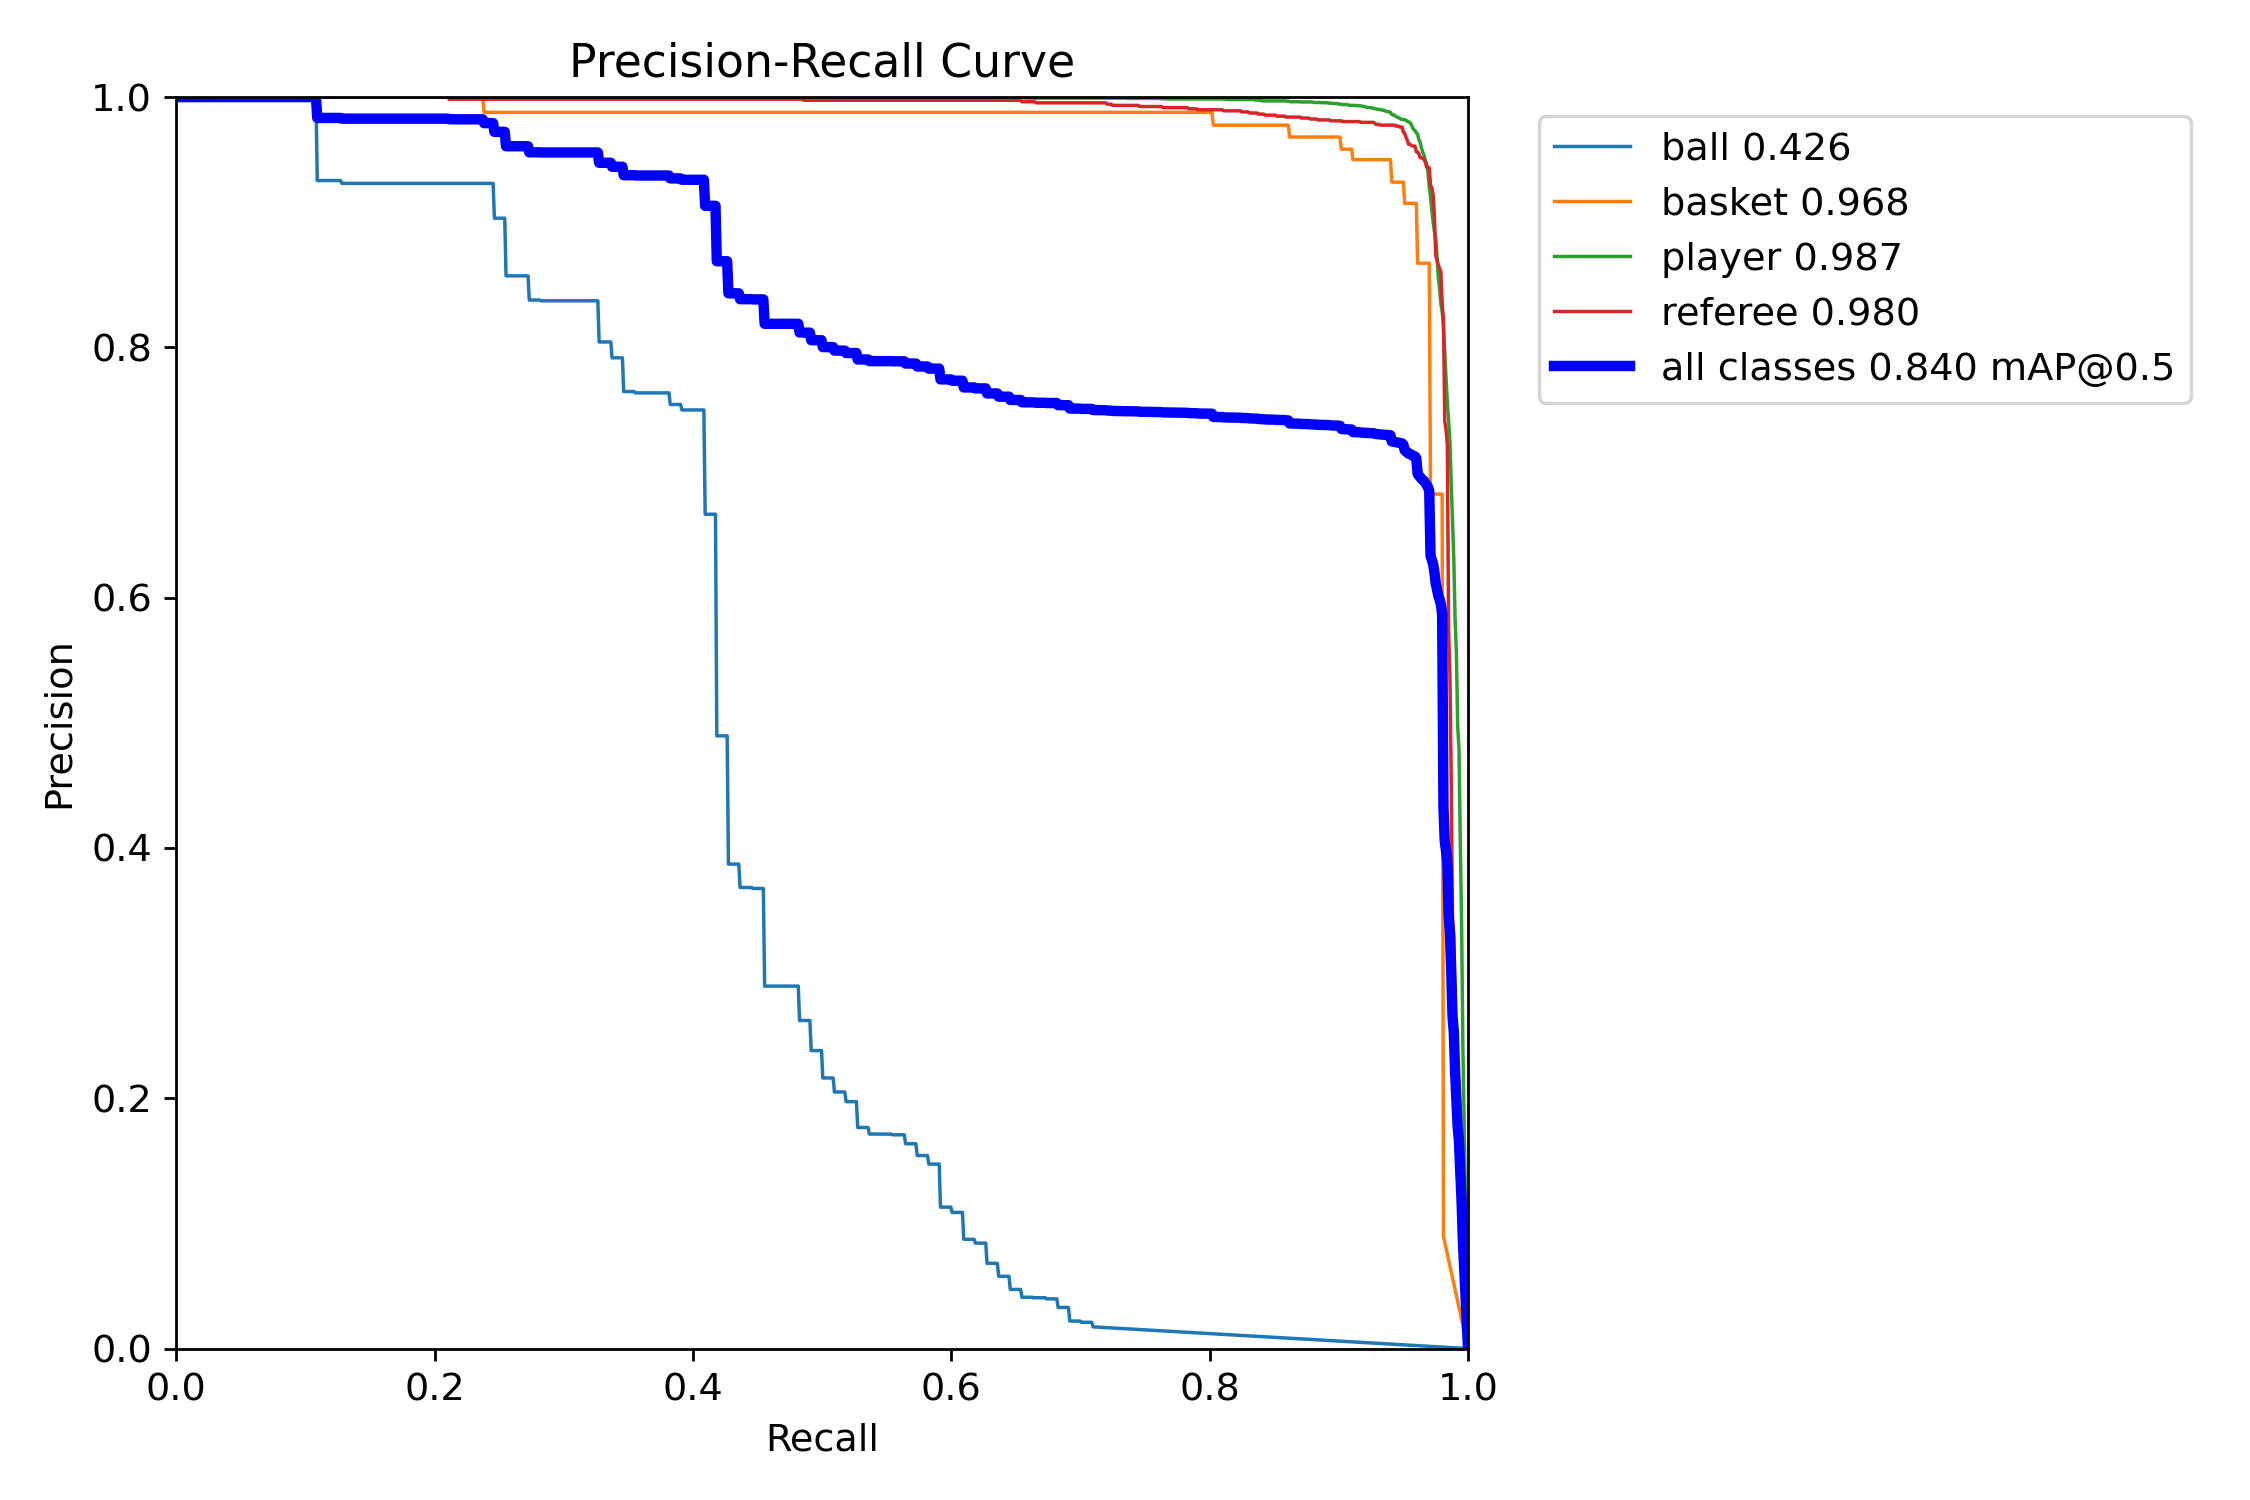 Precision-Recall Curve
1.0
0.8
0.6
0.4
0.2
0.0
Precision
0.0 0.2 0.4 0.6 0.8 1.0
Recall
ball 0.426
basket 0.968
player 0.987
referee 0.980
all classes 0.840 mAP@0.5